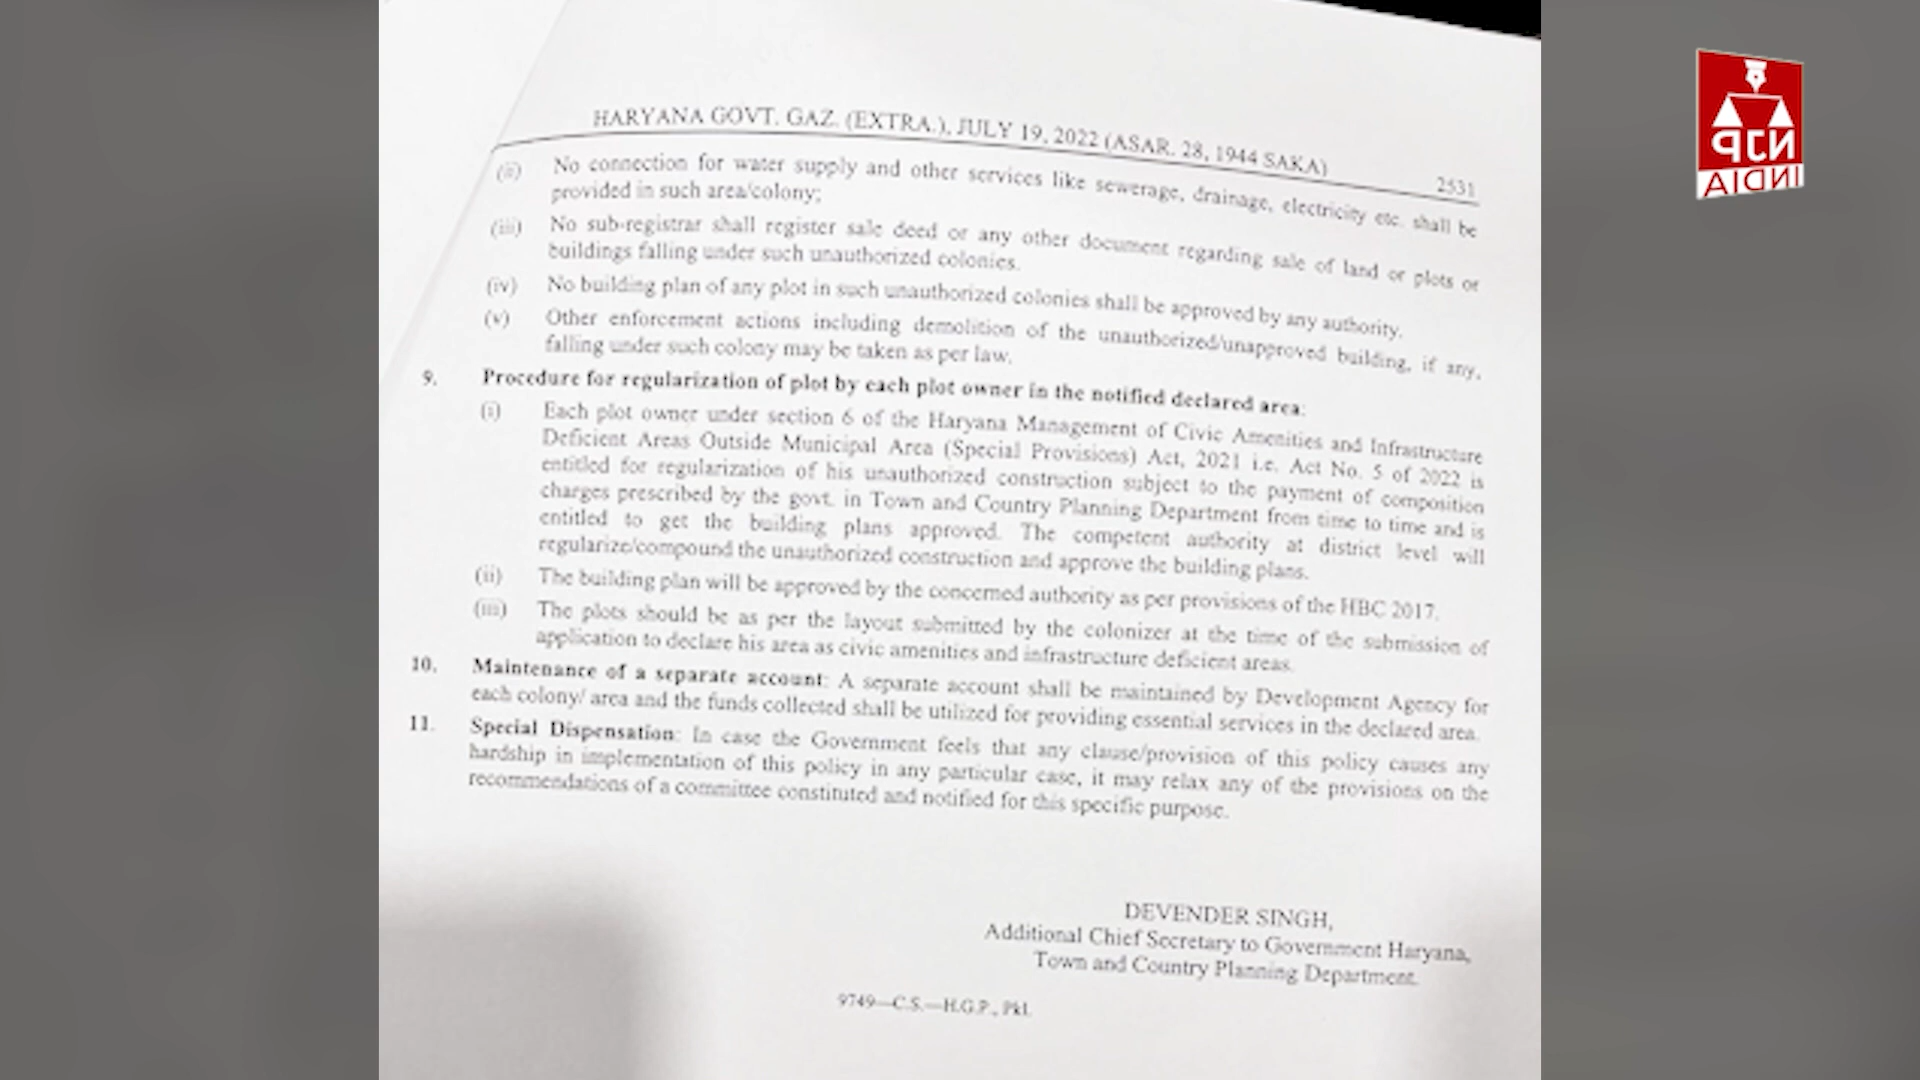 HARYANA GOVT. GAZ. (EXTRA.), JULY 19, 2022 (ASAR. 28, 1944 SAKA)
2531
(ii) No connection for water supply and other services like sewerage, drainage, electricity etc. shall be
provided in such area/colony;
(iii) No sub-registrar shall register sale deed or any other document regarding sale of land or plots or
buildings falling under such unauthorized colonies.
(iv) No building plan of any plot in such unauthorized colonies shall be approved by any authority.
(v) Other enforcement actions including demolition of the unauthorized/unapproved building, if any,
falling under such colony may be taken as per law.
9. Procedure for regularization of plot by each plot owner in the notified declared area:
(i) Each plot owner under section 6 of the Haryana Management of Civic Amenities and Infrastructure
Deficient Areas Outside Municipal Area (Special Provisions) Act, 2021 i.e. Act No. 5 of 2022 is
entitled for regularization of his unauthorized construction subject to the payment of composition
charges prescribed by the govt. in Town and Country Planning Department from time to time and is
entitled to get the building plans approved. The competent authority at district level will
regularize/compound the unauthorized construction and approve the building plans.
(ii) The building plan will be approved by the concerned authority as per provisions of the HBC 2017.
(iii) The plots should be as per the layout submitted by the colonizer at the time of the submission of
application to declare his area as civic amenities and infrastructure deficient areas.
10. Maintenance of a separate account: A separate account shall be maintained by Development Agency for
each colony/ area and the funds collected shall be utilized for providing essential services in the declared area.
11. Special Dispensation: In case the Government feels that any clause/provision of this policy causes any
hardship in implementation of this policy in any particular case, it may relax any of the provisions on the
recommendations of a committee constituted and notified for this specific purpose.
DEVENDER SINGH,
Additional Chief Secretary to Government Haryana,
Town and Country Planning Department.
9749—C.S.—H.G.P., Pkl.
NJP
INDIA